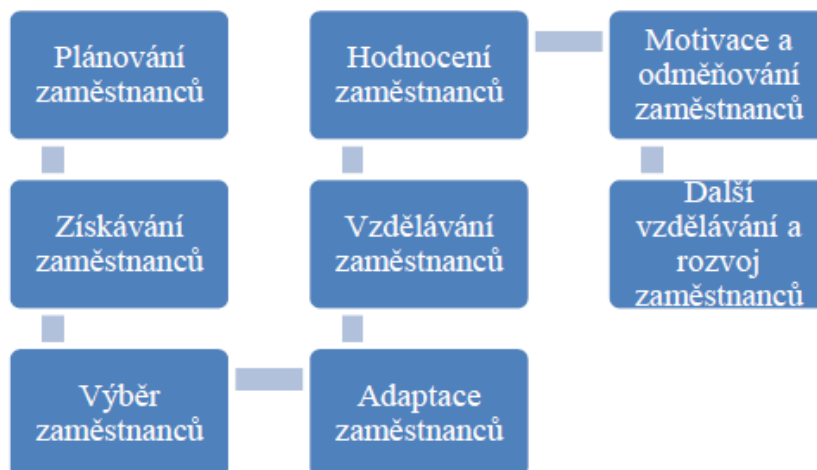 Plánování
zaměstnanců
Získávání
zaměstnanců
Výběr
zaměstnanců
Adaptace
zaměstnanců
Vzdělávání
zaměstnanců
Hodnocení
zaměstnanců
Motivace a
odměňování
zaměstnanců
Další
vzdělávání a
rozvoj
zaměstnanců